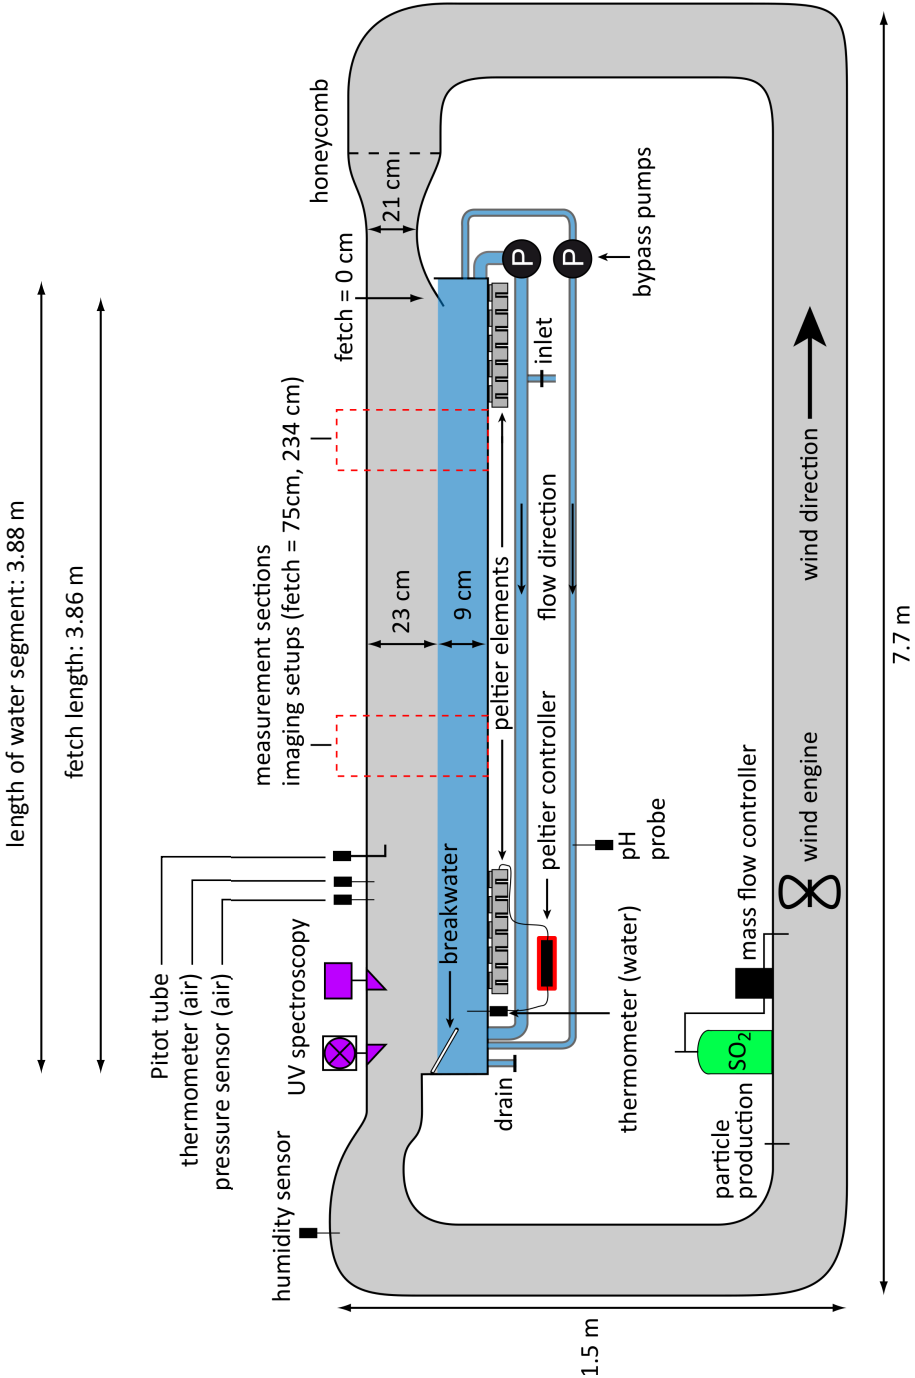 length of water segment: 3.88 m
fetch length: 3.86 m
Pitot tube
thermometer (air)
pressure sensor (air)
humidity sensor
UV spectroscopy
measurement sections
imaging setups (fetch = 75cm, 234 cm)
fetch = 0 cm
honeycomb
21 cm
23 cm
9 cm
breakwater
drain
peltier elements
peltier controller
flow direction
inlet
P
P
bypass pumps
thermometer (water)
pH
probe
particle
production
SO2
mass flow controller
wind engine
wind direction
1.5 m
7.7 m